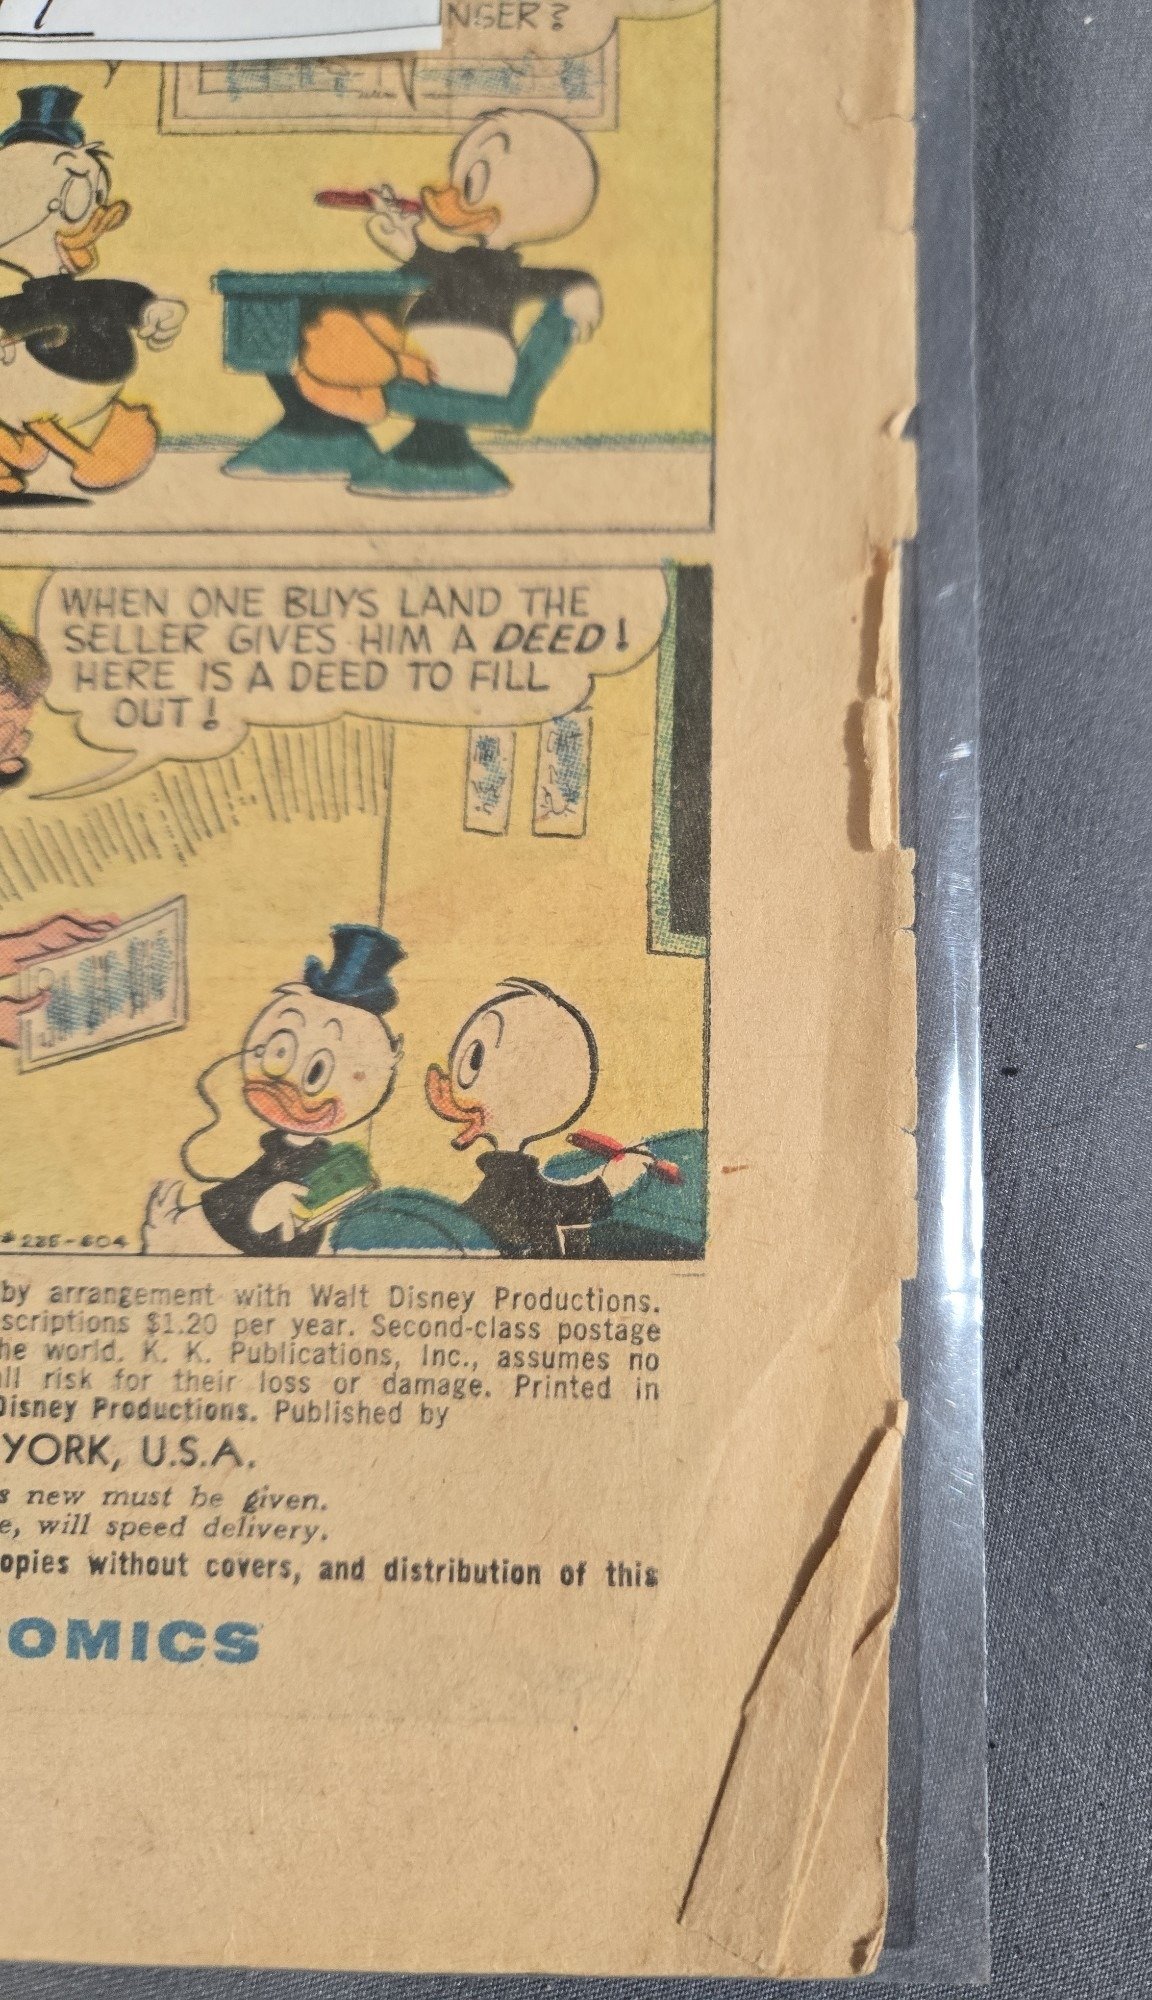 NGER?
WHEN ONE BUYS LAND THE
SELLER GIVES HIM A DEED!
HERE IS A DEED TO FILL
OUT!
by arrangement with Walt Disney Productions.
scriptions $1.20 per year. Second-class postage
he world. K. K. Publications, Inc., assumes no
all risk for their loss or damage. Printed in
Disney Productions. Published by
YORK, U.S.A.
s new must be given.
e, will speed delivery.
opies without covers, and distribution of this
OMICS